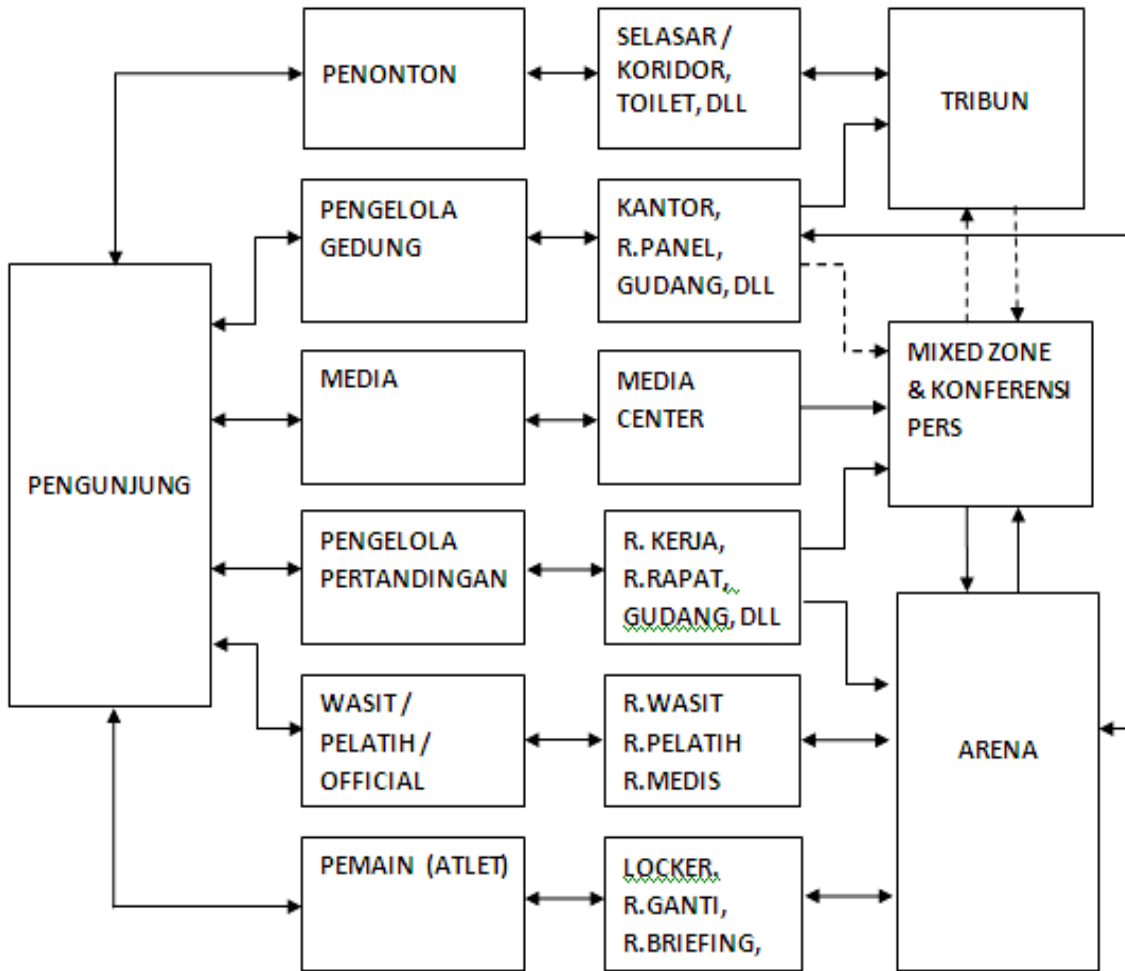 PENONTON
SELASAR /
KORIDOR,
TOILET, DLL
TRIBUN
PENGELOLA
GEDUNG
KANTOR,
R.PANEL,
GUDANG, DLL
MEDIA
MEDIA
CENTER
MIXED ZONE
& KONFERENSI
PERS
PENGUNJUNG
PENGELOLA
PERTANDINGAN
R. KERJA,
R.RAPAT,
GUDANG, DLL
WASIT /
PELATIH /
OFFICIAL
R.WASIT
R.PELATIH
R.MEDIS
ARENA
PEMAIN (ATLET)
LOCKER,
R.GANTI,
R.BRIEFING,